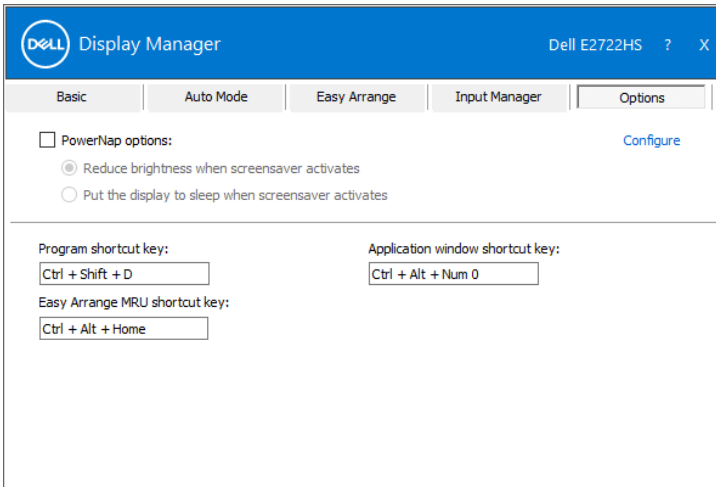 DELL Display Manager Dell E2722HS ? X
Basic Auto Mode Easy Arrange Input Manager Options
PowerNap options: Configure
Reduce brightness when screensaver activates
Put the display to sleep when screensaver activates
Program shortcut key: Application window shortcut key:
Ctrl + Shift + D Ctrl + Alt + Num 0
Easy Arrange MRU shortcut key:
Ctrl + Alt + Home